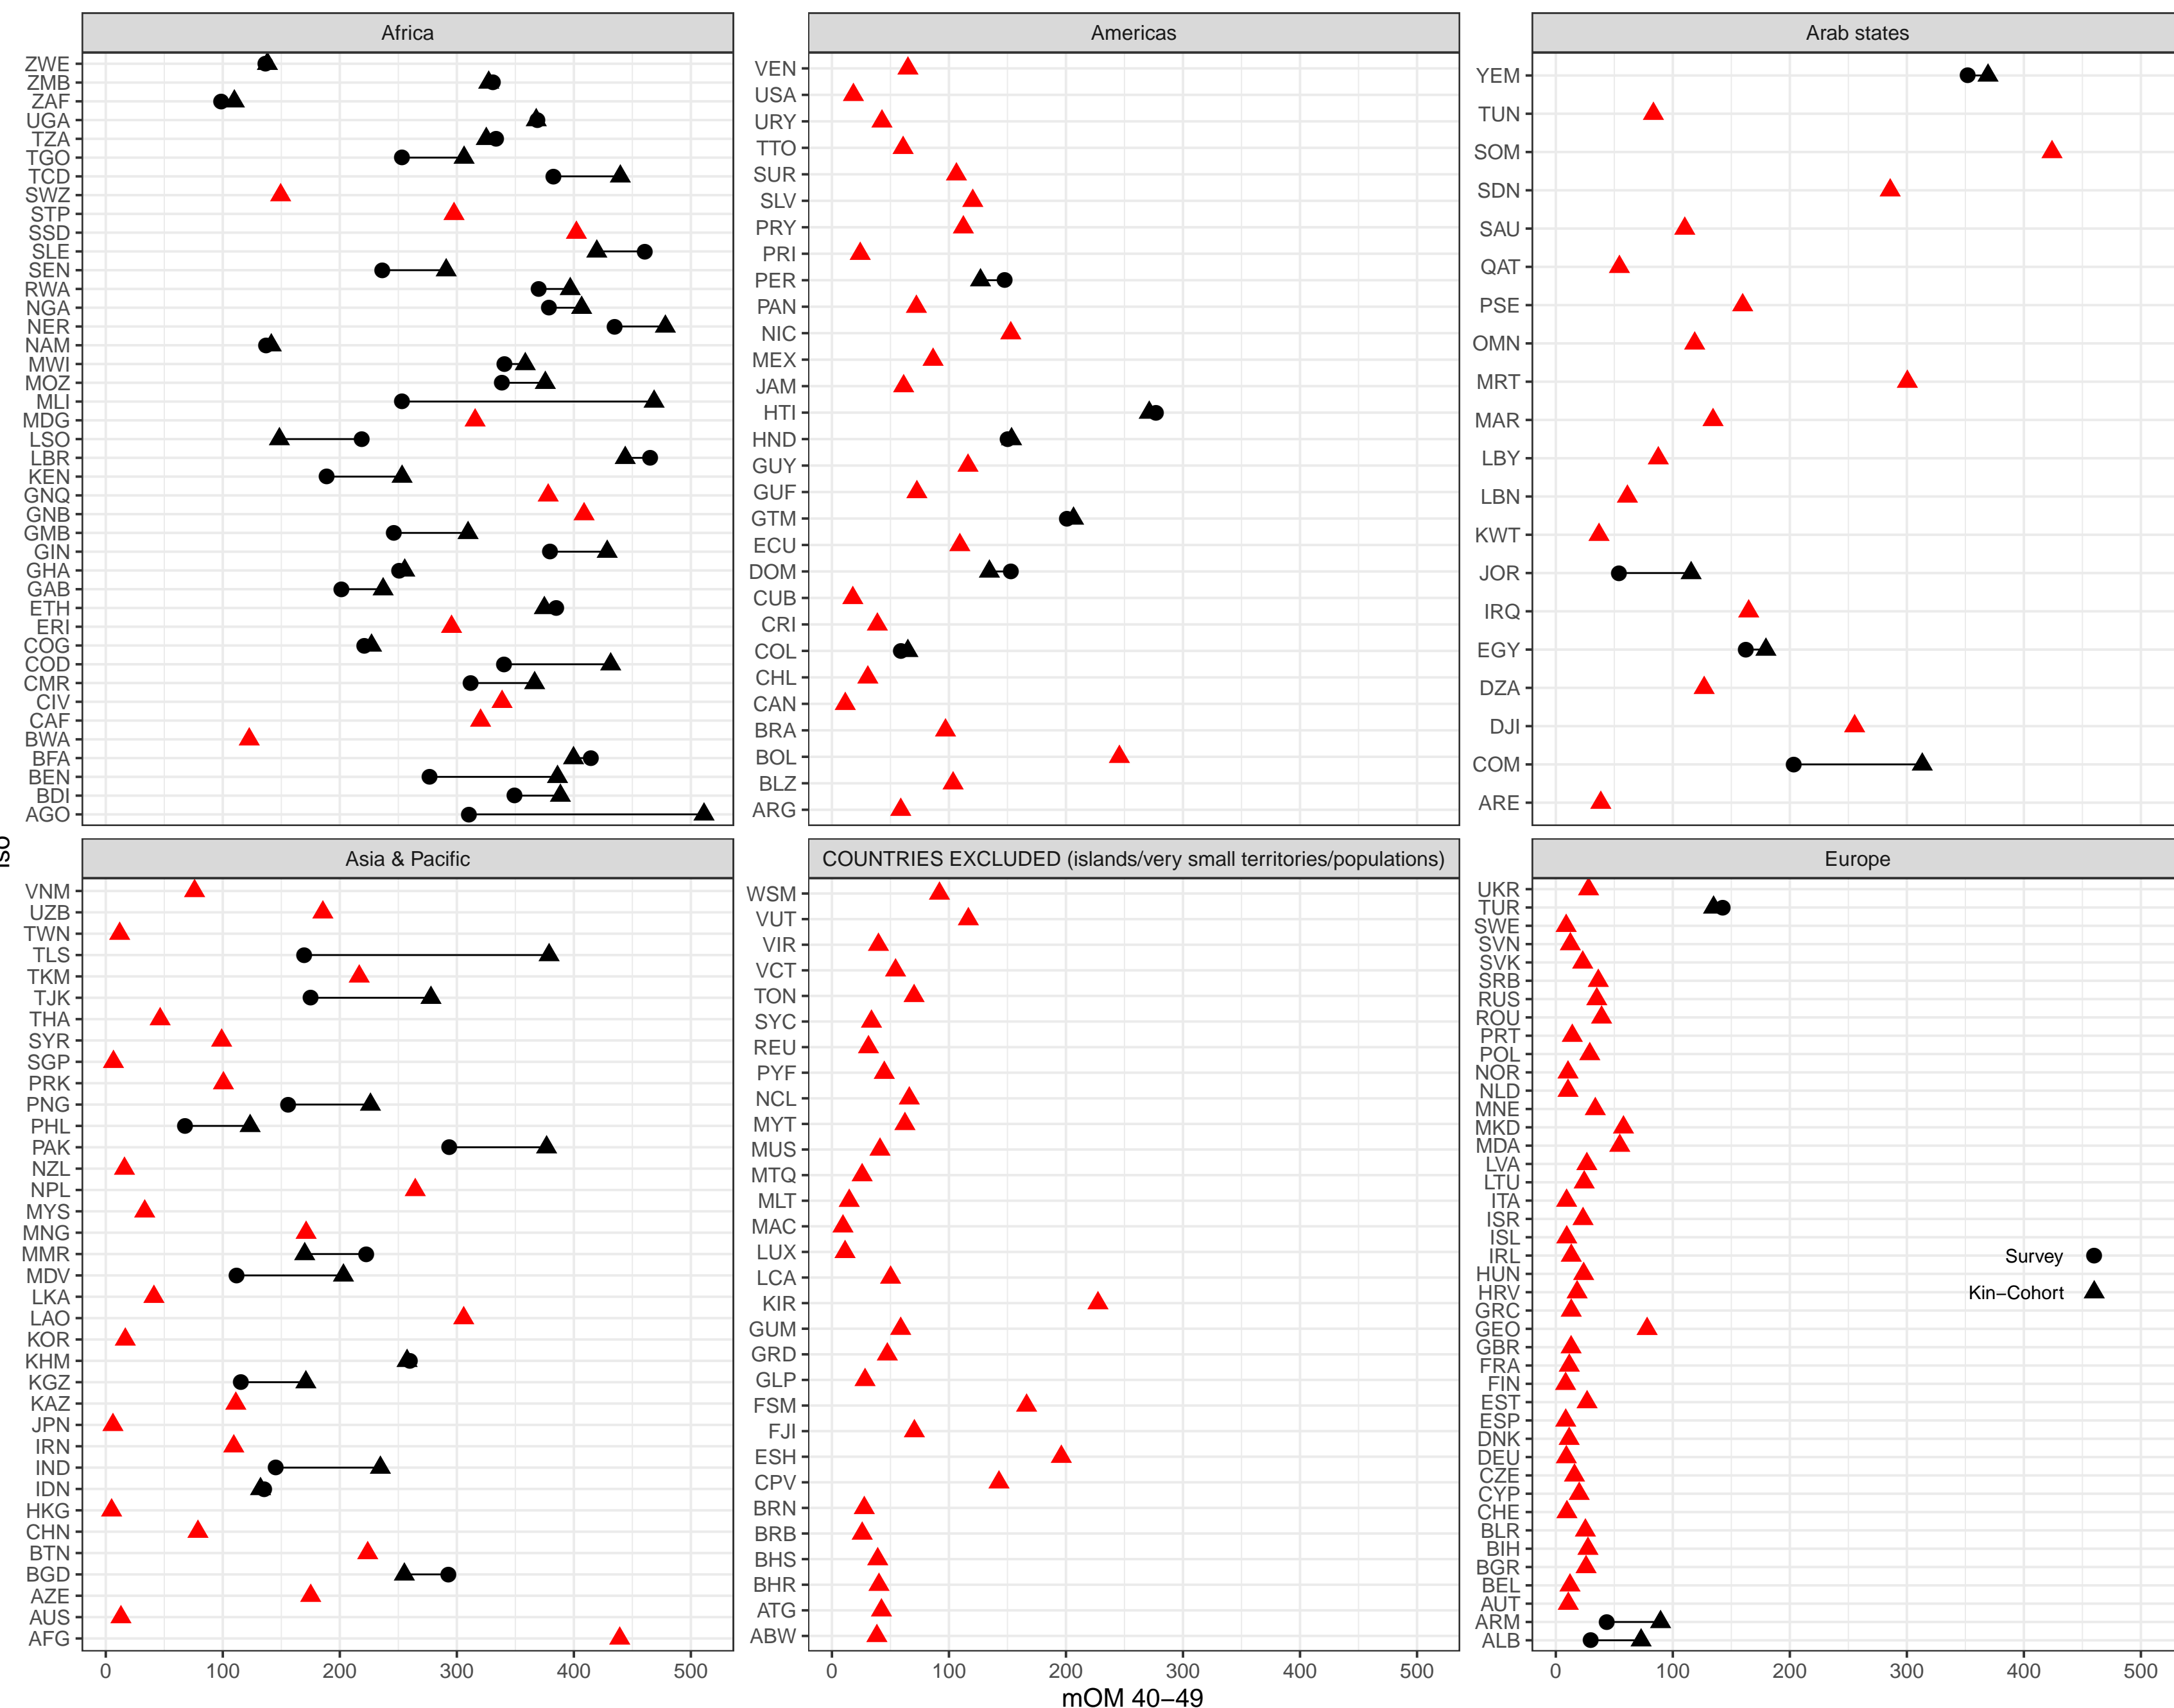 Africa
ZWE
ZMB
ZAF
UGA
TZA
TGO
TCD
SWZ
STP
SSD
SLE
SEN
RWA
NGA
NER
NAM
MWI
MOZ
MLI
MDG
LSO
LBR
KEN
GNQ
GNB
GMB
GIN
GHA
GAB
ETH
ERI
COG
COD
CMR
CIV
CAF
BWA
BFA
BEN
BDI
AGO
Americas
VEN
USA
URY
TTO
SUR
SLV
PRY
PRI
PER
PAN
NIC
MEX
JAM
HTI
HND
GUY
GUF
GTM
ECU
DOM
CUB
CRI
COL
CHL
CAN
BRA
BOL
BLZ
ARG
Arab states
YEM
TUN
SOM
SDN
SAU
QAT
PSE
OMN
MRT
MAR
LBY
LBN
KWT
JOR
IRQ
EGY
DZA
DJI
COM
ARE
iso
Asia & Pacific
VNM
UZB
TWN
TLS
TKM
TJK
THA
SYR
SGP
PRK
PNG
PHL
PAK
NZL
NPL
MYS
MNG
MMR
MDV
LKA
LAO
KOR
KHM
KGZ
KAZ
JPN
IRN
IND
IDN
HKG
CHN
BTN
BGD
AZE
AUS
AFG
0 100 200 300 400 500
COUNTRIES EXCLUDED (islands/very small territories/populations)
WSM
VUT
VIR
VCT
TON
SYC
REU
PYF
NCL
MYT
MUS
MTQ
MLT
MAC
LUX
LCA
KIR
GUM
GRD
GLP
FSM
FJI
ESH
CPV
BRN
BRB
BHS
BHR
ATG
ABW
0 100 200 300 400 500
Europe
UKR
TUR
SWE
SVN
SVK
SRB
RUS
ROU
PRT
POL
NOR
NLD
MNE
MKD
MDA
LVA
LTU
ITA
ISR
ISL
IRL
HUN
HRV
GRC
GEO
GBR
FRA
FIN
EST
ESP
DNK
DEU
CZE
CYP
CHE
BLR
BIH
BGR
BEL
AUT
ARM
ALB
Survey
Kin−Cohort
0 100 200 300 400 500
mOM 40−49